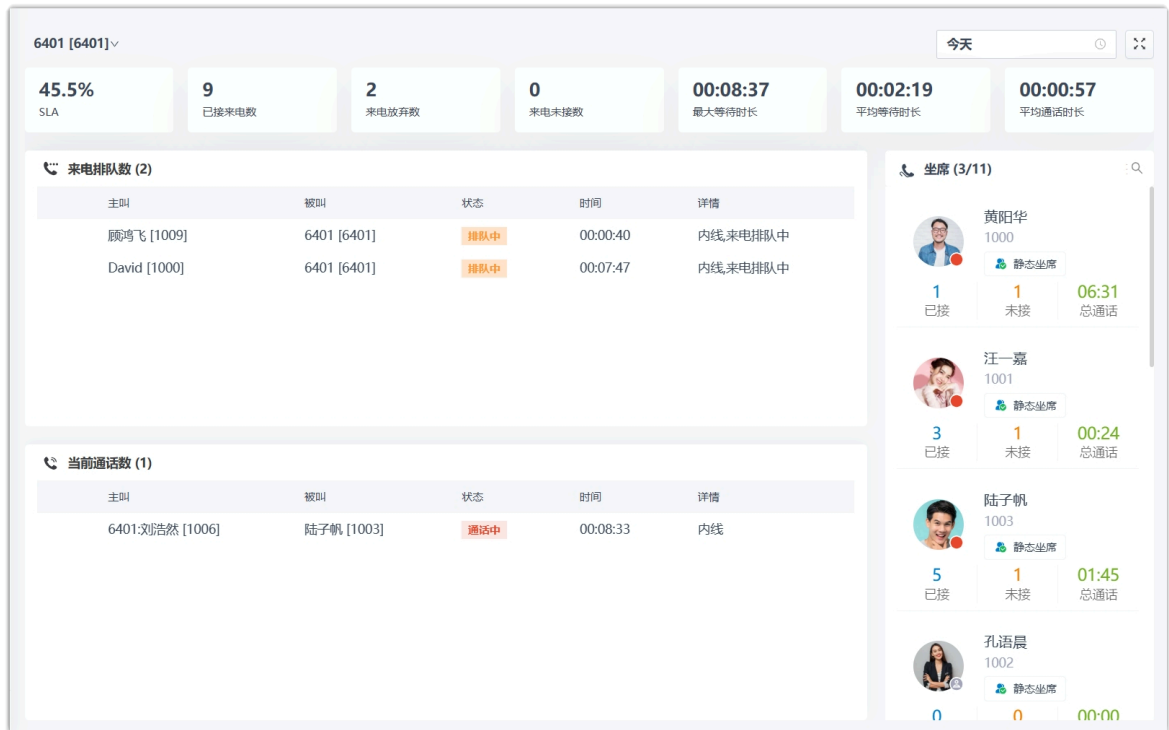 6401 [6401]
今天
45.5%
SLA
9
已接来电数
2
来电放弃数
0
来电未接数
00:08:37
最大等待时长
00:02:19
平均等待时长
00:00:57
平均通话时长
来电排队数 (2)
主叫 被叫 状态 时间 详情
顾鸿飞 [1009] 6401 [6401] 排队中 00:00:40 内线,来电排队中
David [1000] 6401 [6401] 排队中 00:07:47 内线,来电排队中
当前通话数 (1)
主叫 被叫 状态 时间 详情
6401:刘浩然 [1006] 陆子帆 [1003] 通话中 00:08:33 内线
坐席 (3/11)
黄阳华
1000
静态坐席
1 1 06:31
已接 未接 总通话
汪一嘉
1001
静态坐席
3 1 00:24
已接 未接 总通话
陆子帆
1003
静态坐席
5 1 01:45
已接 未接 总通话
孔语晨
1002
静态坐席
0 0 00:00